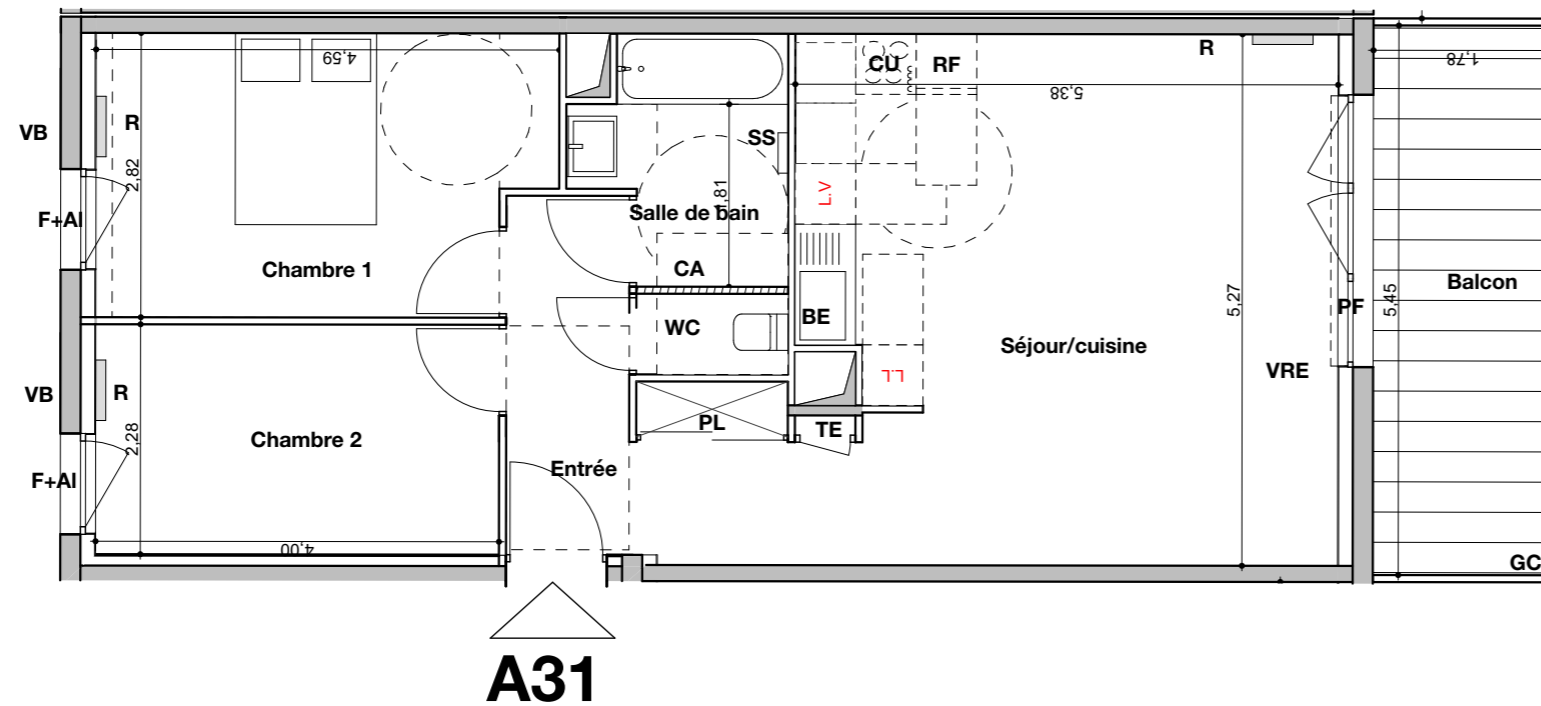 4,59
CU
RF
R
1,78
5,38
VB
R
SS
2,82
1,81
L.V
F+Al
Salle de bain
Chambre 1
CA
Balcon
5,27
5,45
PF
BE
WC
Séjour/cuisine
VRE
L.L
VB
R
PL
TE
2,28
Chambre 2
Entrée
F+Al
4,00
GC
A31